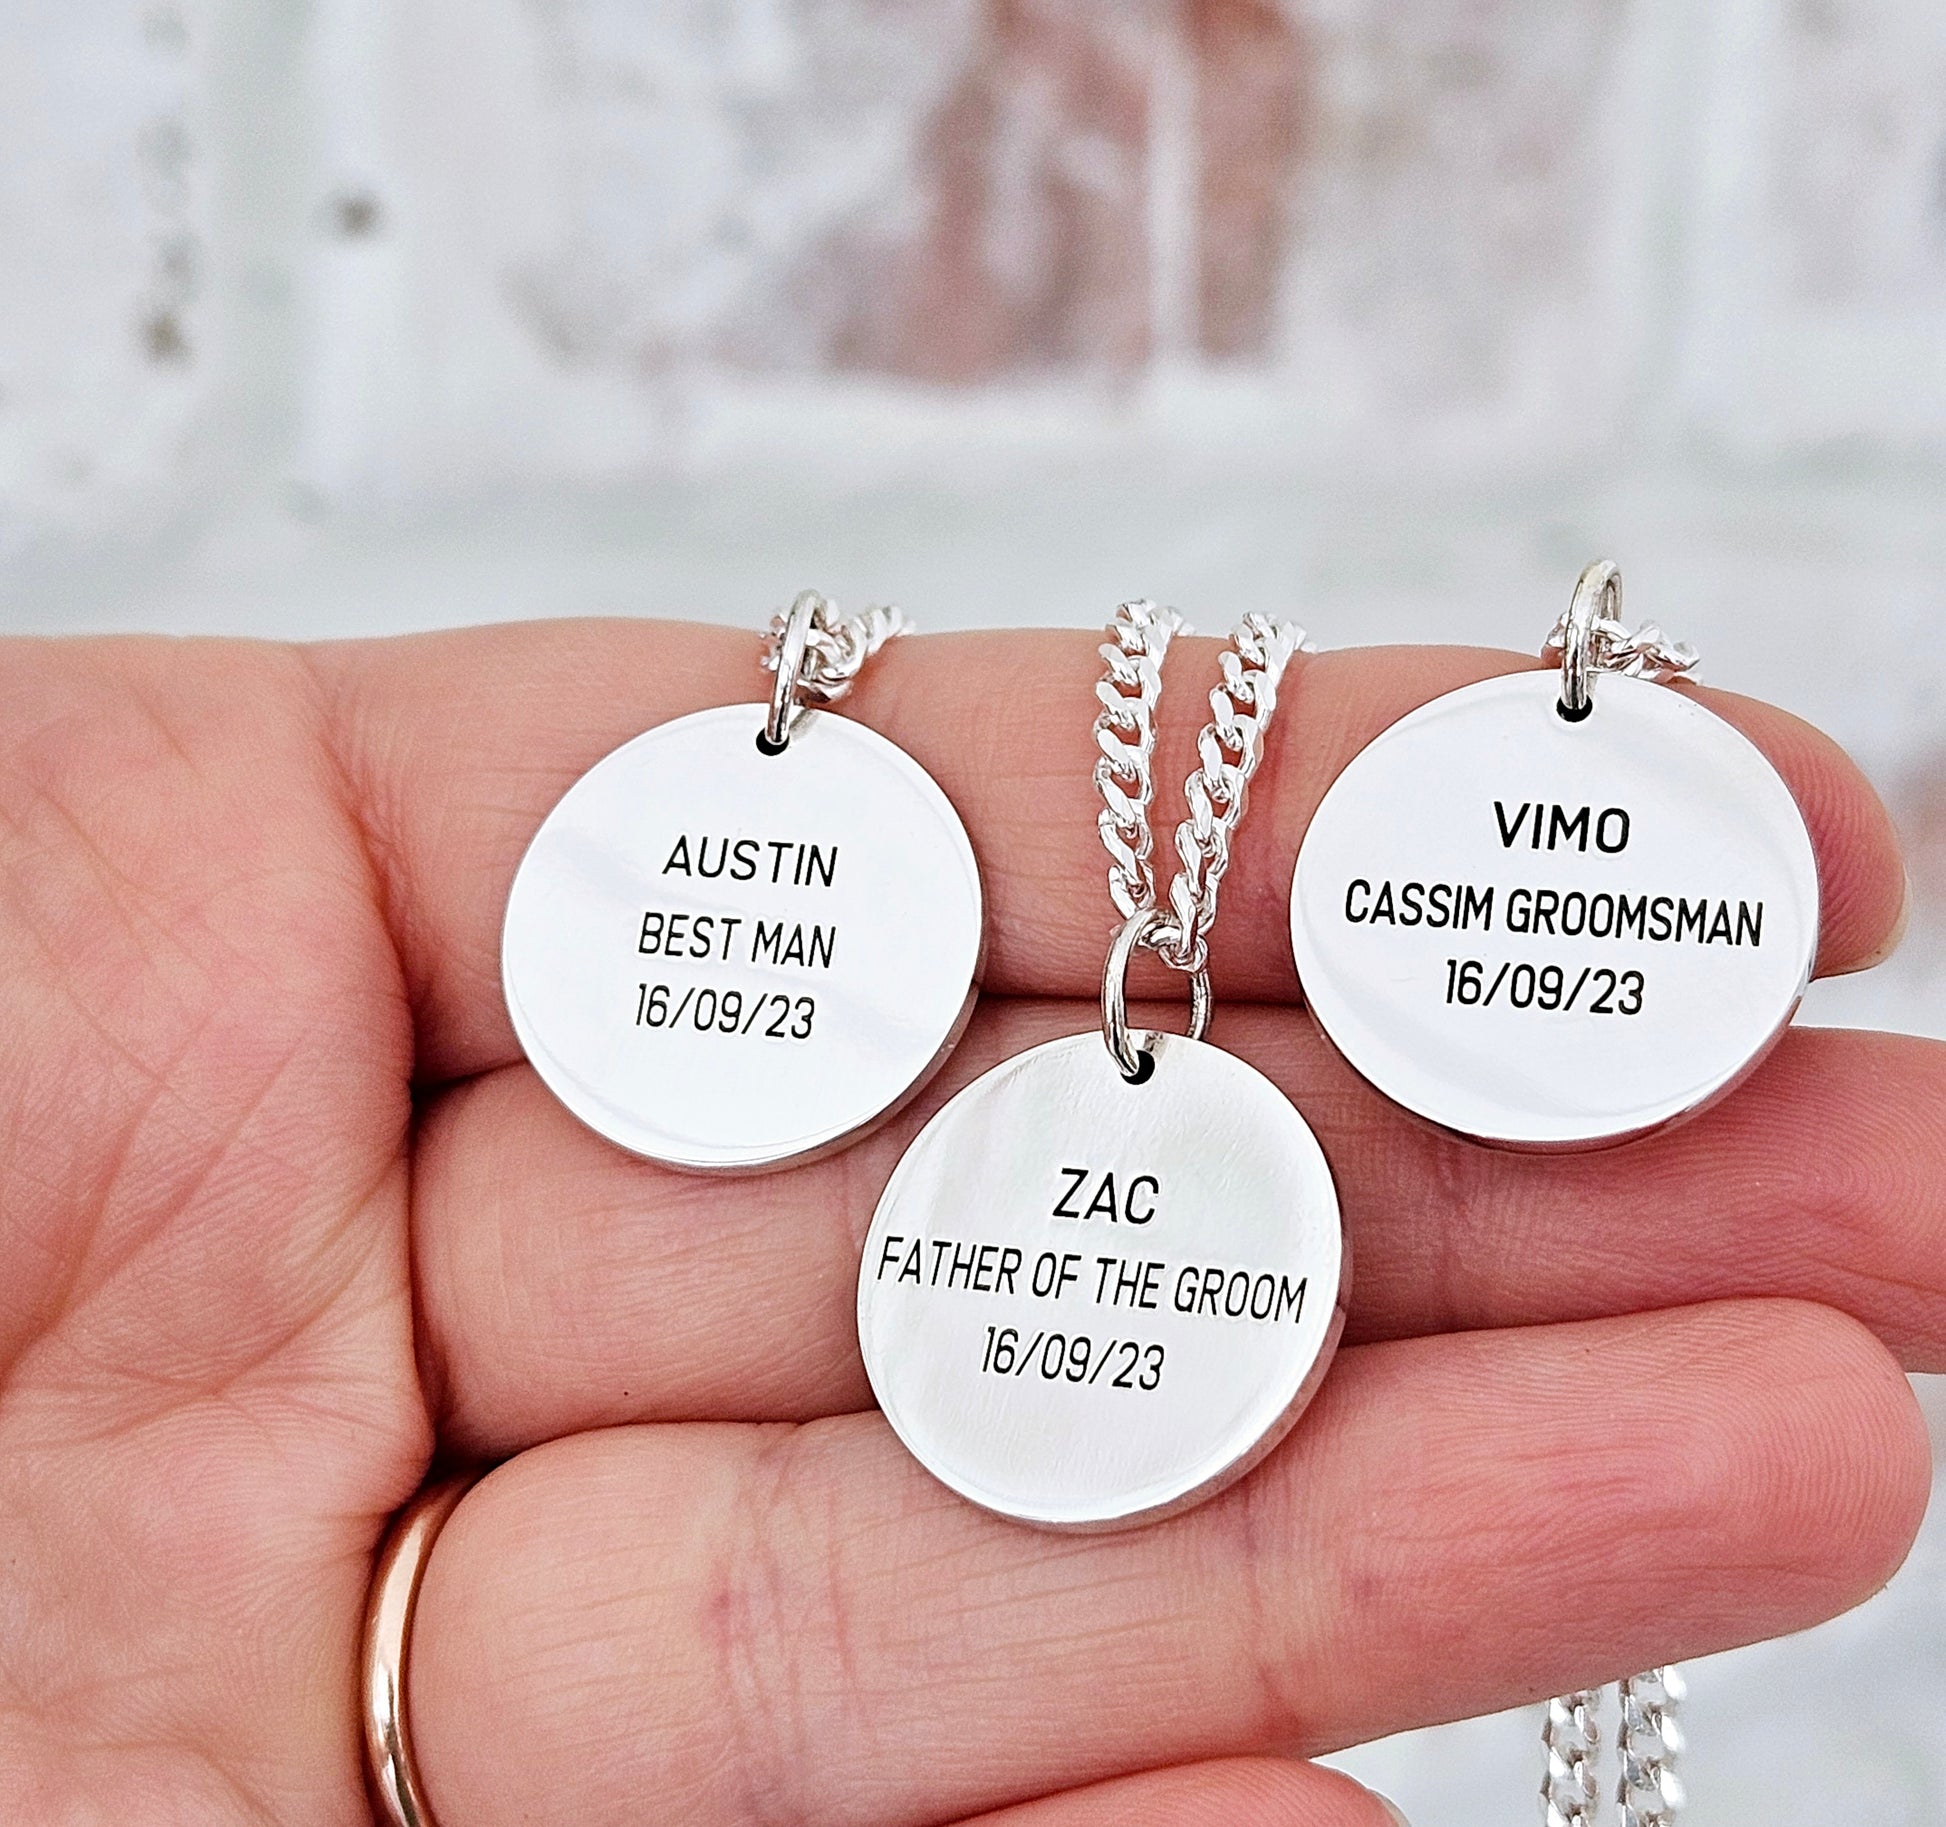 AUSTIN
BEST MAN
16/09/23
ZAC
FATHER OF THE GROOM
16/09/23
VIMO
CASSIM GROOMSMAN
16/09/23